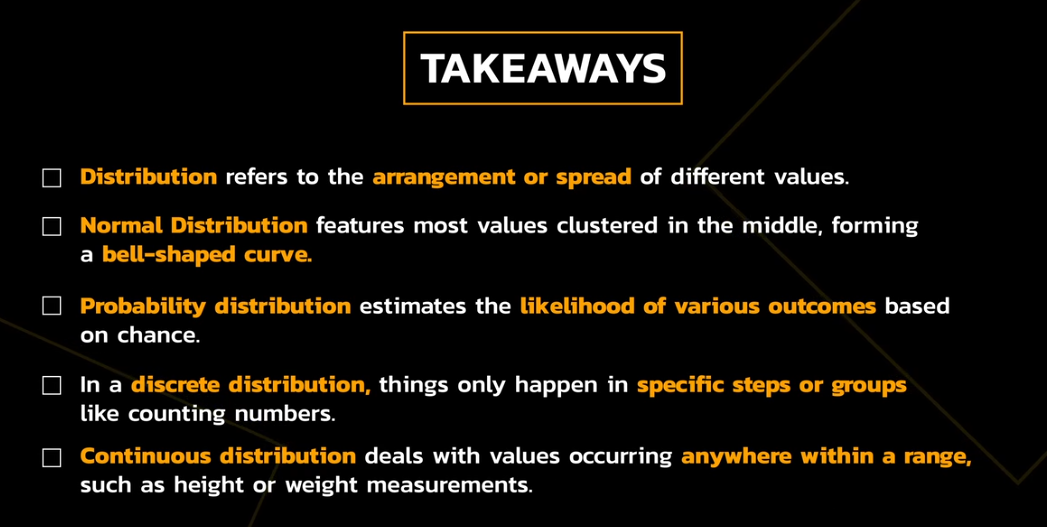 TAKEAWAYS
Distribution refers to the arrangement or spread of different values.
Normal Distribution features most values clustered in the middle, forming
a bell-shaped curve.
Probability distribution estimates the likelihood of various outcomes based
on chance.
In a discrete distribution, things only happen in specific steps or groups
like counting numbers.
Continuous distribution deals with values occurring anywhere within a range,
such as height or weight measurements.